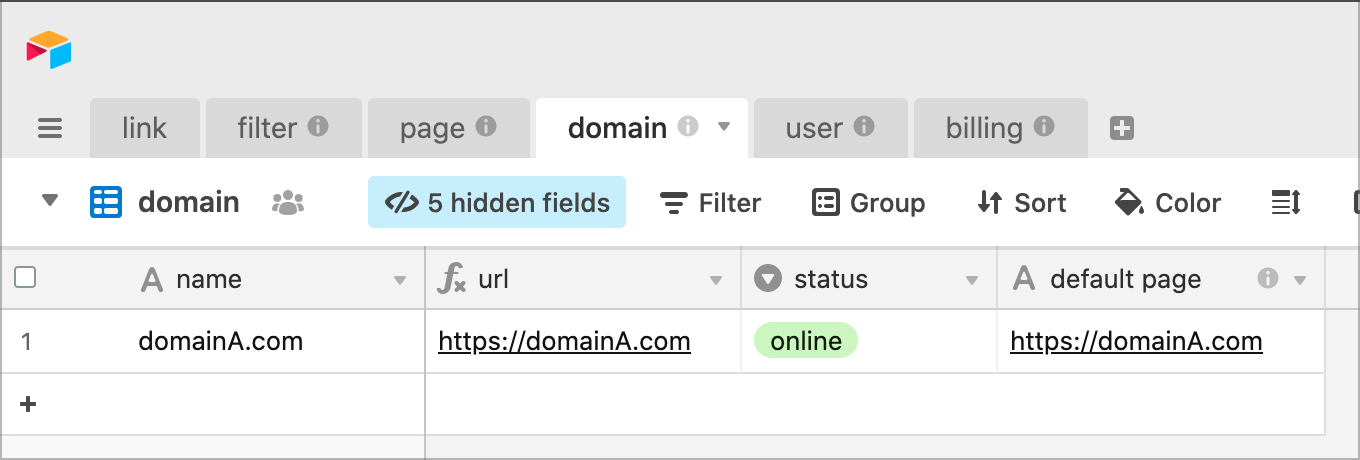 link filter page domain user billing
domain 5 hidden fields Filter Group Sort Color
name url status default page
1 domainA.com https://domainA.com online https://domainA.com